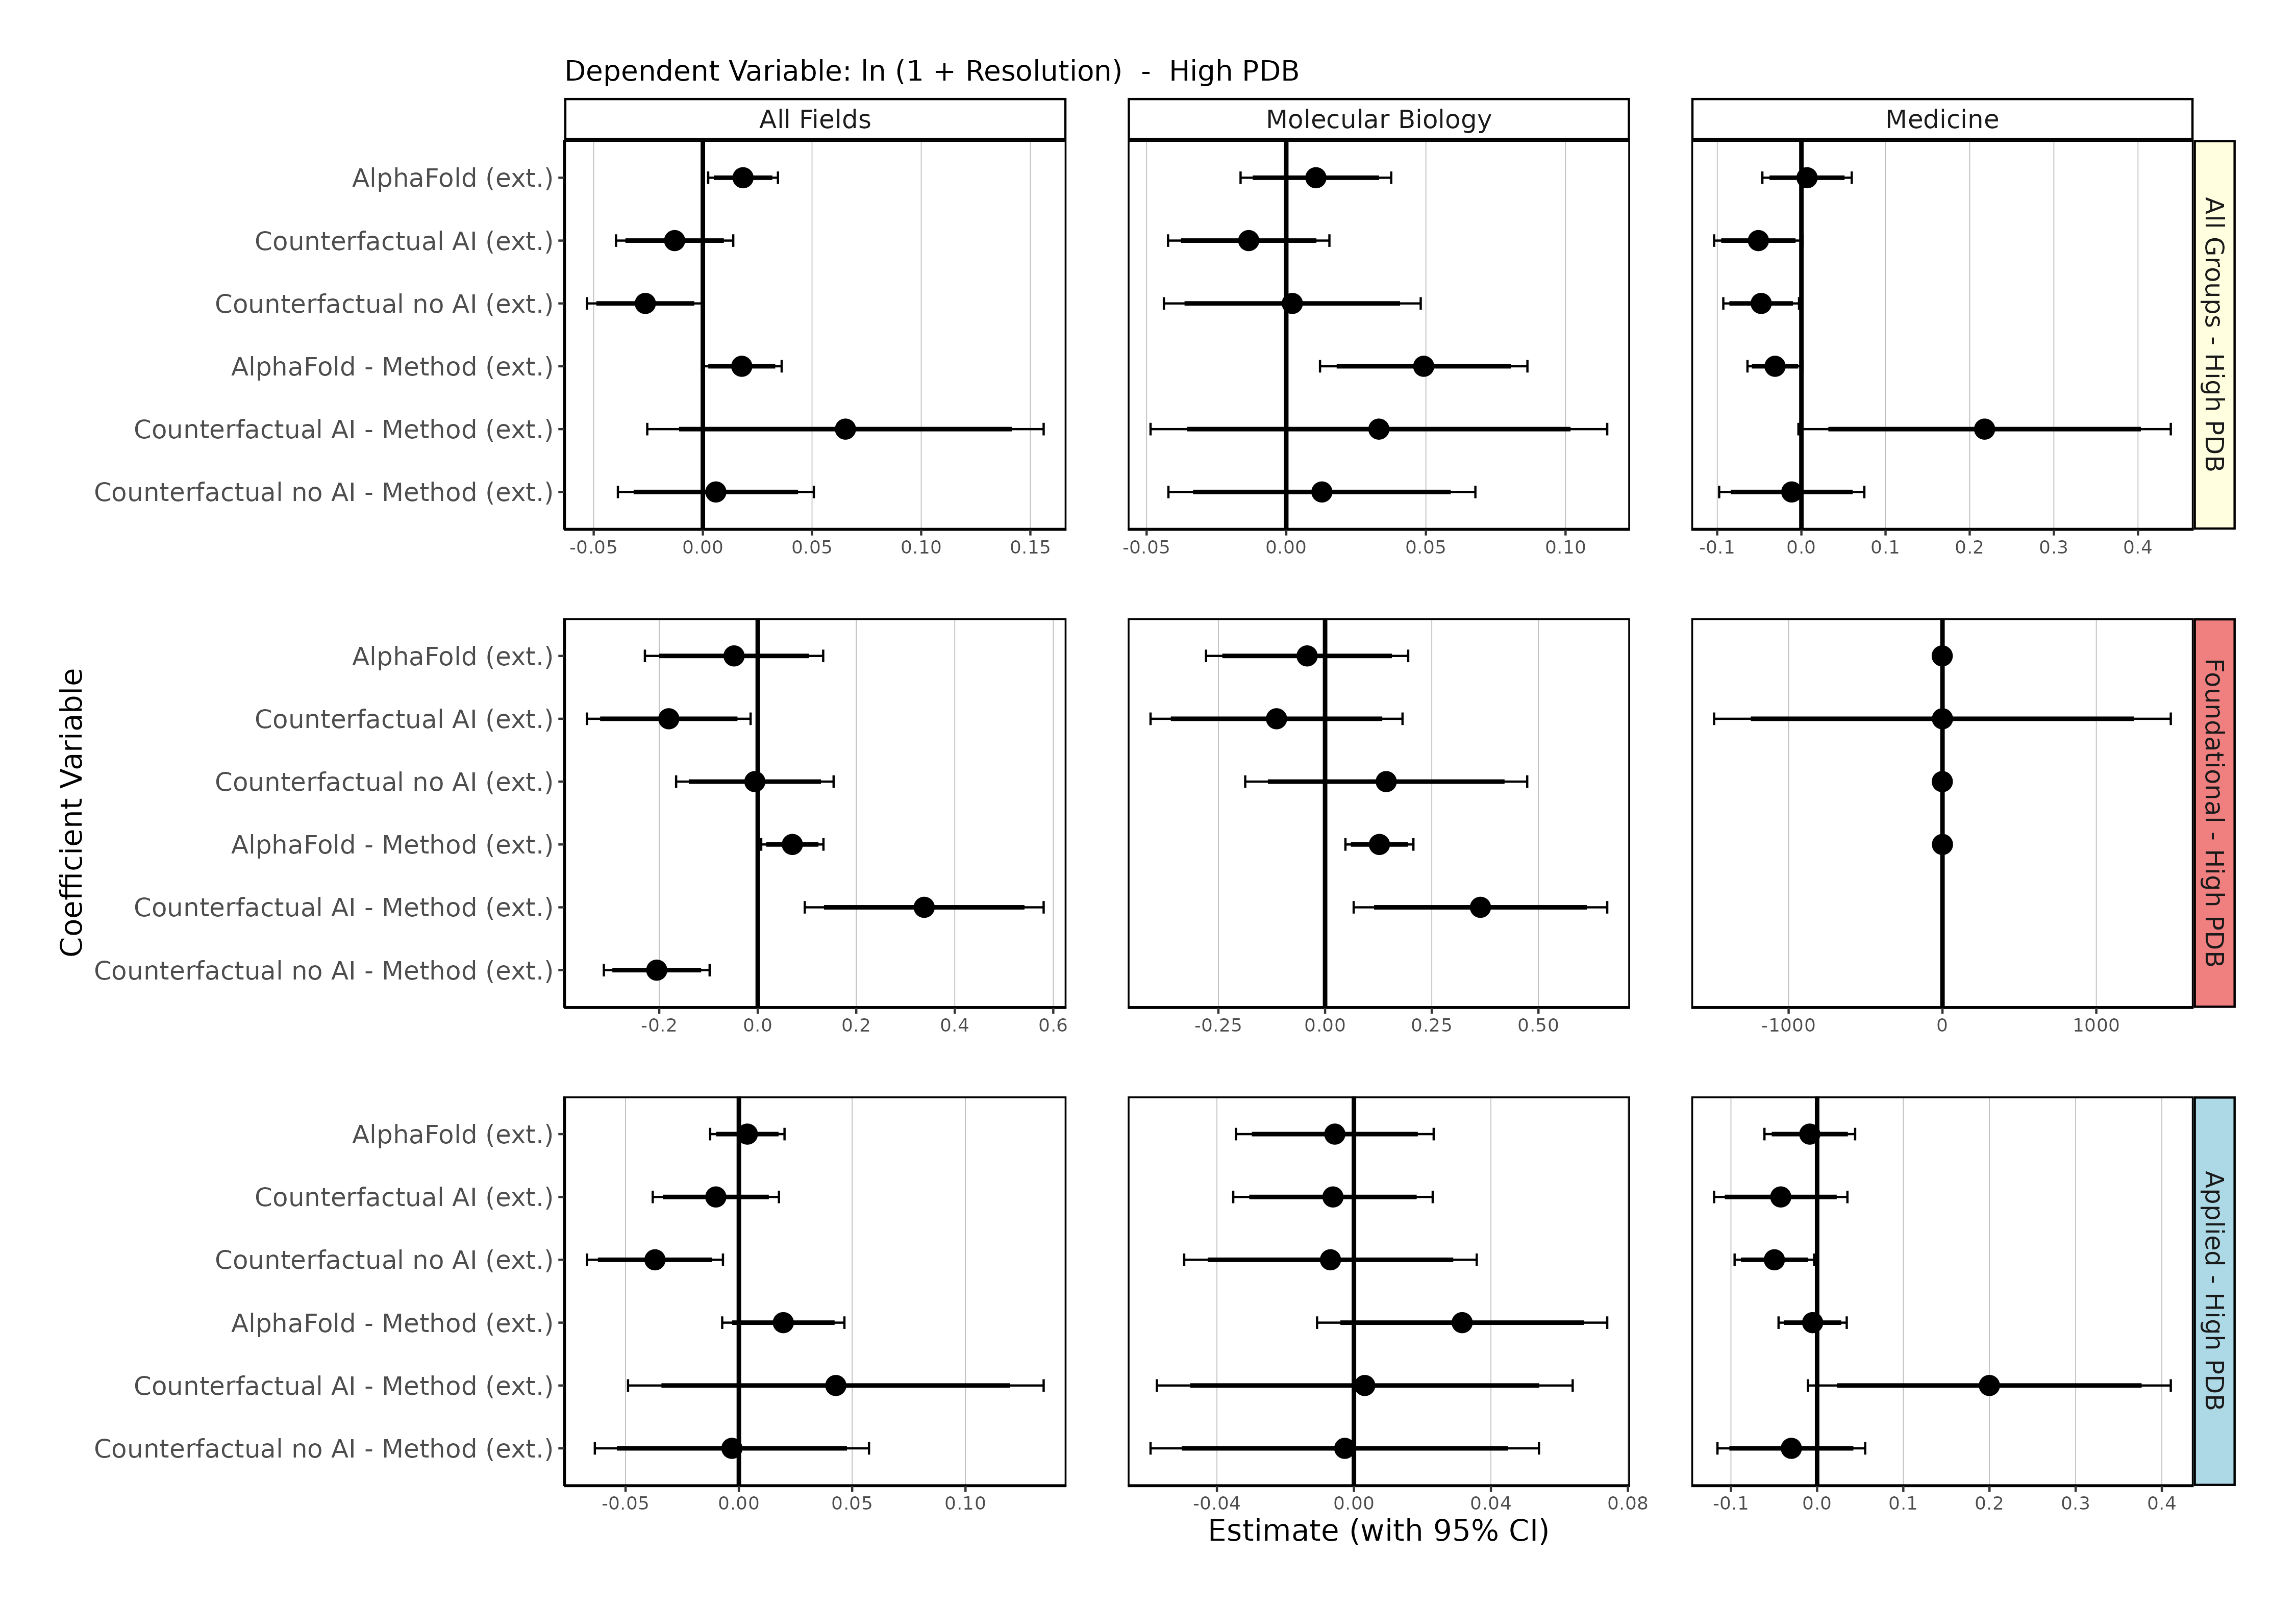 Dependent Variable: ln (1 + Resolution)  -  High PDB
All Fields
Molecular Biology
Medicine
Coefficient Variable
AlphaFold (ext.)
Counterfactual AI (ext.)
Counterfactual no AI (ext.)
AlphaFold - Method (ext.)
Counterfactual AI - Method (ext.)
Counterfactual no AI - Method (ext.)
-0.05 0.00 0.05 0.10 0.15
-0.05 0.00 0.05 0.10
-0.1 0.0 0.1 0.2 0.3 0.4
All Groups - High PDB
AlphaFold (ext.)
Counterfactual AI (ext.)
Counterfactual no AI (ext.)
AlphaFold - Method (ext.)
Counterfactual AI - Method (ext.)
Counterfactual no AI - Method (ext.)
-0.2 0.0 0.2 0.4 0.6
-0.25 0.00 0.25 0.50
-1000 0 1000
Foundational - High PDB
AlphaFold (ext.)
Counterfactual AI (ext.)
Counterfactual no AI (ext.)
AlphaFold - Method (ext.)
Counterfactual AI - Method (ext.)
Counterfactual no AI - Method (ext.)
-0.05 0.00 0.05 0.10
-0.04 0.00 0.04 0.08
-0.1 0.0 0.1 0.2 0.3 0.4
Applied - High PDB
Estimate (with 95% CI)